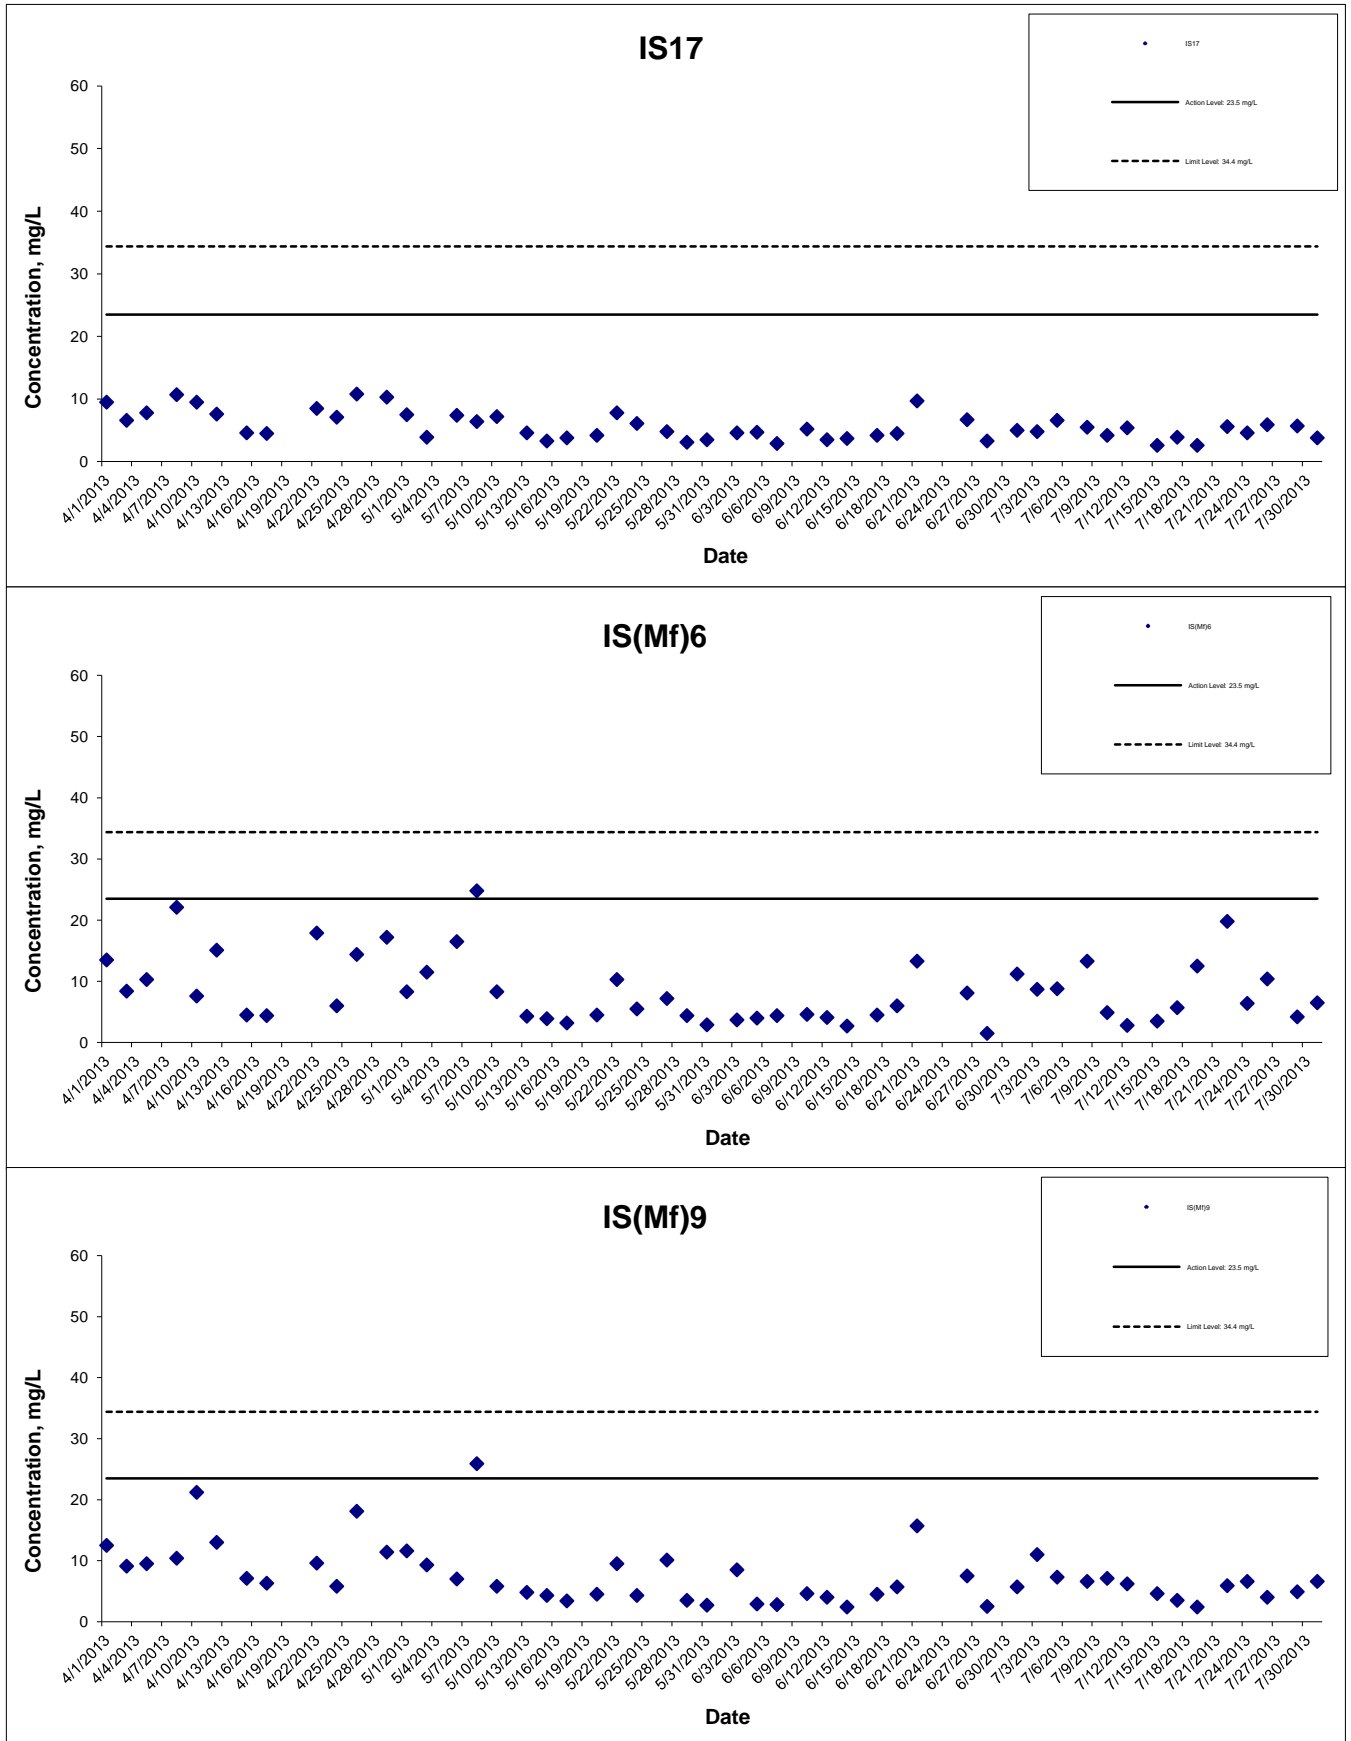 IS17
IS17
Action Level: 23.5 mg/L
Limit Level: 34.4 mg/L
Concentration, mg/L
60
50
40
30
20
10
0
4/1/2013 4/4/2013 4/7/2013 4/10/2013 4/13/2013 4/16/2013 4/19/2013 4/22/2013 4/25/2013 4/28/2013 5/1/2013 5/4/2013 5/7/2013 5/10/2013 5/13/2013 5/16/2013 5/19/2013 5/22/2013 5/25/2013 5/28/2013 5/31/2013 6/3/2013 6/6/2013 6/9/2013 6/12/2013 6/15/2013 6/18/2013 6/21/2013 6/24/2013 6/27/2013 6/30/2013 7/3/2013 7/6/2013 7/9/2013 7/12/2013 7/15/2013 7/18/2013 7/21/2013 7/24/2013 7/27/2013 7/30/2013
Date
IS(Mf)6
IS(Mf)6
Action Level: 23.5 mg/L
Limit Level: 34.4 mg/L
Concentration, mg/L
60
50
40
30
20
10
0
4/1/2013 4/4/2013 4/7/2013 4/10/2013 4/13/2013 4/16/2013 4/19/2013 4/22/2013 4/25/2013 4/28/2013 5/1/2013 5/4/2013 5/7/2013 5/10/2013 5/13/2013 5/16/2013 5/19/2013 5/22/2013 5/25/2013 5/28/2013 5/31/2013 6/3/2013 6/6/2013 6/9/2013 6/12/2013 6/15/2013 6/18/2013 6/21/2013 6/24/2013 6/27/2013 6/30/2013 7/3/2013 7/6/2013 7/9/2013 7/12/2013 7/15/2013 7/18/2013 7/21/2013 7/24/2013 7/27/2013 7/30/2013
Date
IS(Mf)9
IS(Mf)9
Action Level: 23.5 mg/L
Limit Level: 34.4 mg/L
Concentration, mg/L
60
50
40
30
20
10
0
4/1/2013 4/4/2013 4/7/2013 4/10/2013 4/13/2013 4/16/2013 4/19/2013 4/22/2013 4/25/2013 4/28/2013 5/1/2013 5/4/2013 5/7/2013 5/10/2013 5/13/2013 5/16/2013 5/19/2013 5/22/2013 5/25/2013 5/28/2013 5/31/2013 6/3/2013 6/6/2013 6/9/2013 6/12/2013 6/15/2013 6/18/2013 6/21/2013 6/24/2013 6/27/2013 6/30/2013 7/3/2013 7/6/2013 7/9/2013 7/12/2013 7/15/2013 7/18/2013 7/21/2013 7/24/2013 7/27/2013 7/30/2013
Date